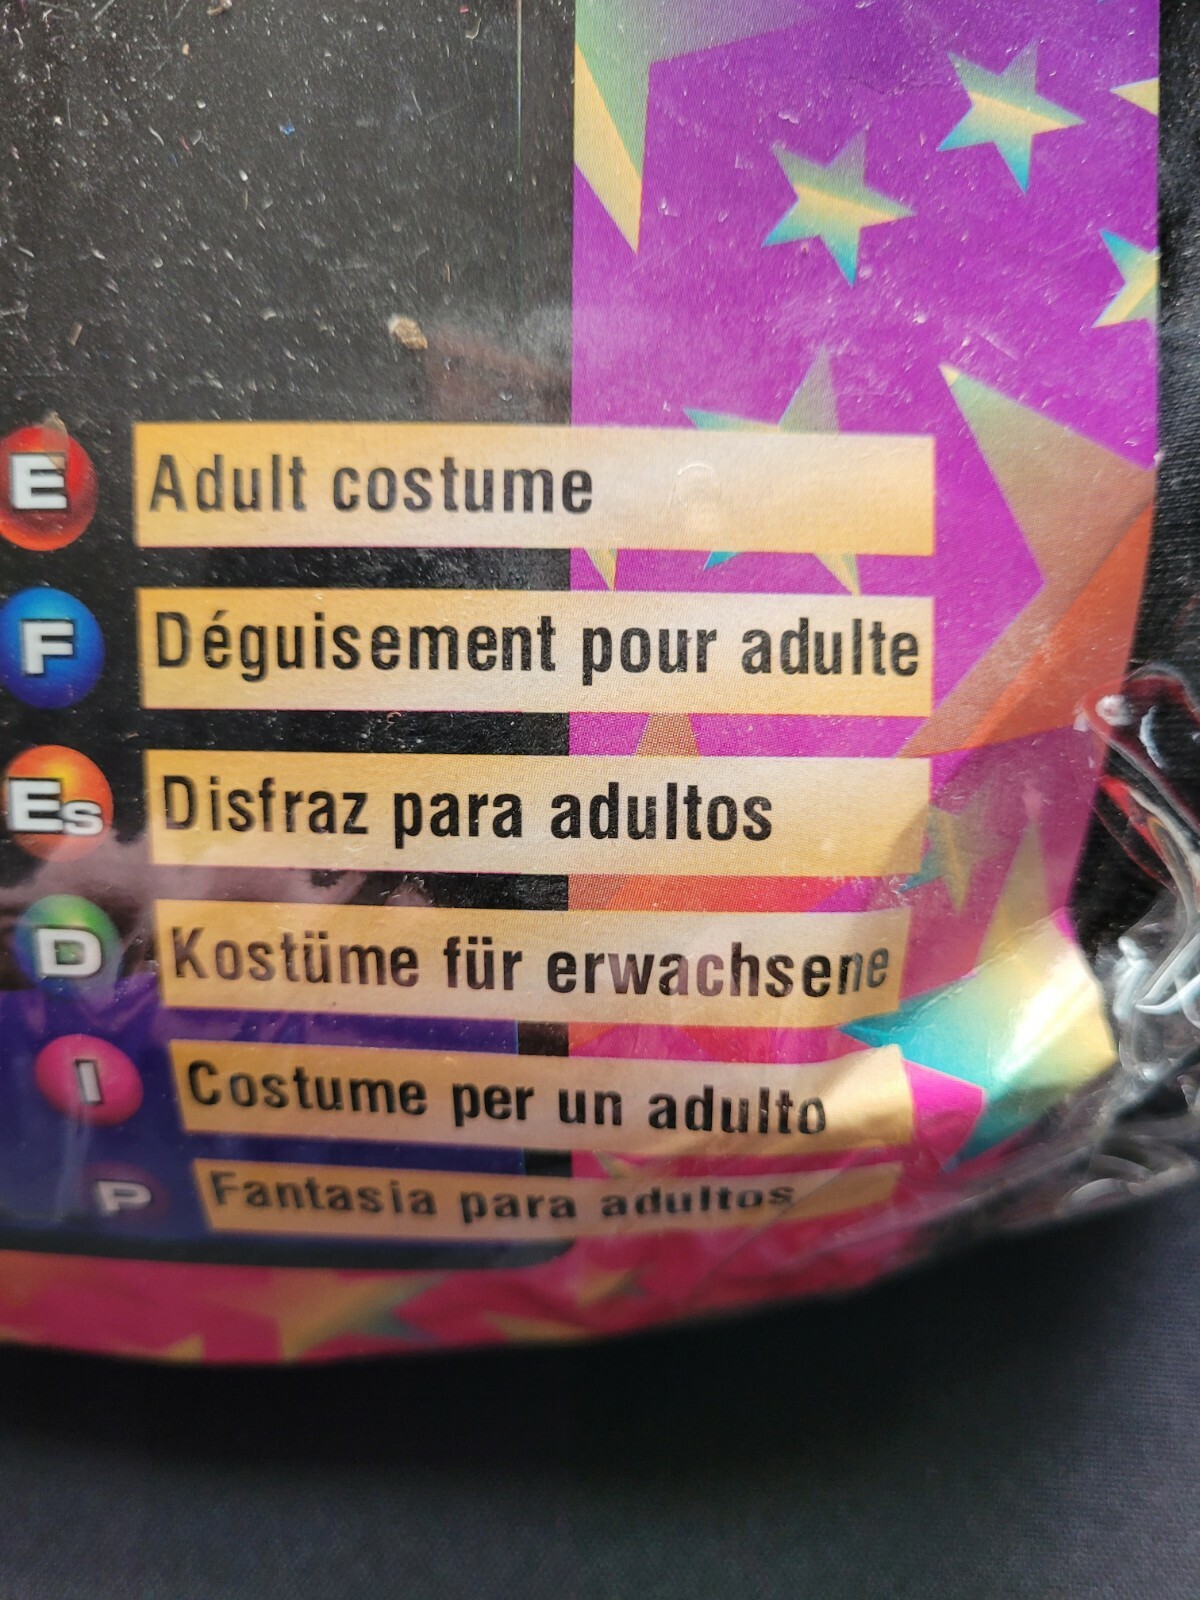 E Adult costume
F Déguisement pour adulte
Es Disfraz para adultos
D Kostüme für erwachsene
I Costume per un adulto
P Fantasia para adultos